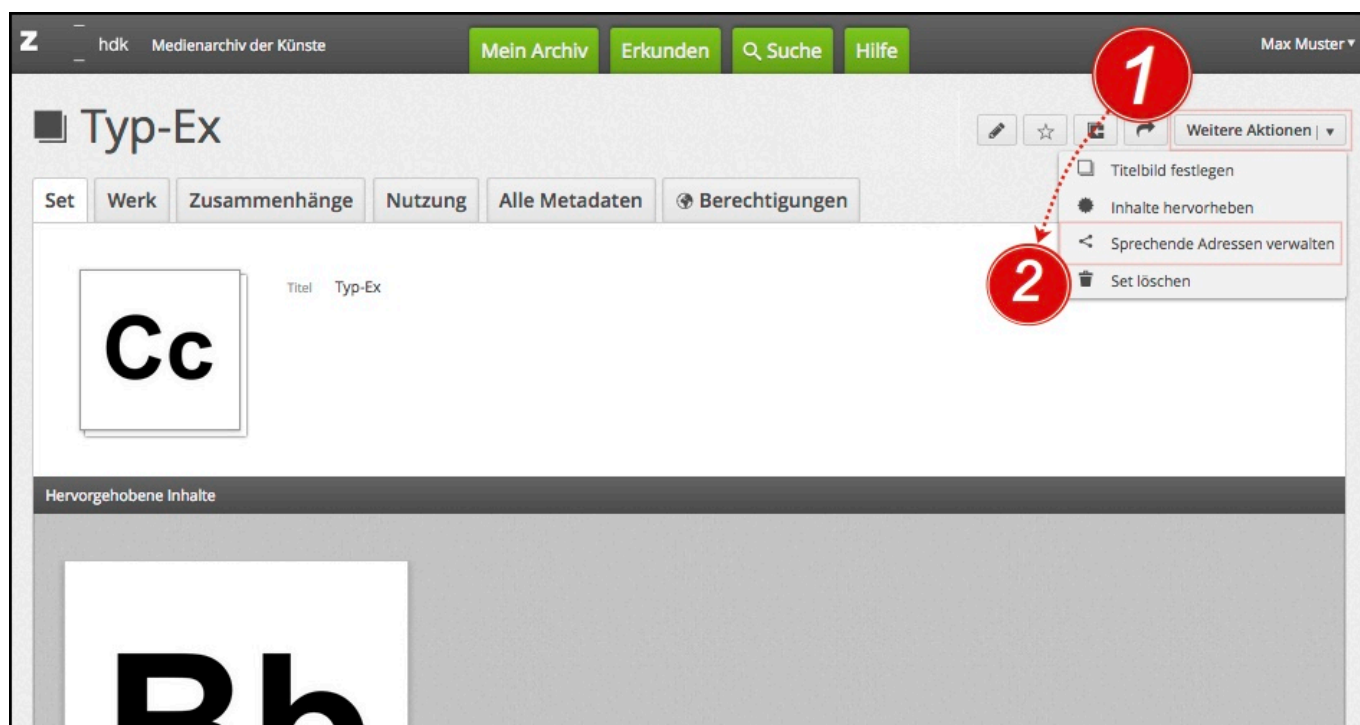 Z hdk Medienarchiv der Künste Mein Archiv Erkunden Suche Hilfe Max Muster
1
Typ-Ex
Weitere Aktionen
Titelbild festlegen
Inhalte hervorheben
Sprechende Adressen verwalten
Set löschen
2
Set Werk Zusammenhänge Nutzung Alle Metadaten Berechtigungen
Titel Typ-Ex
Cc
Hervorgehobene Inhalte
Bb